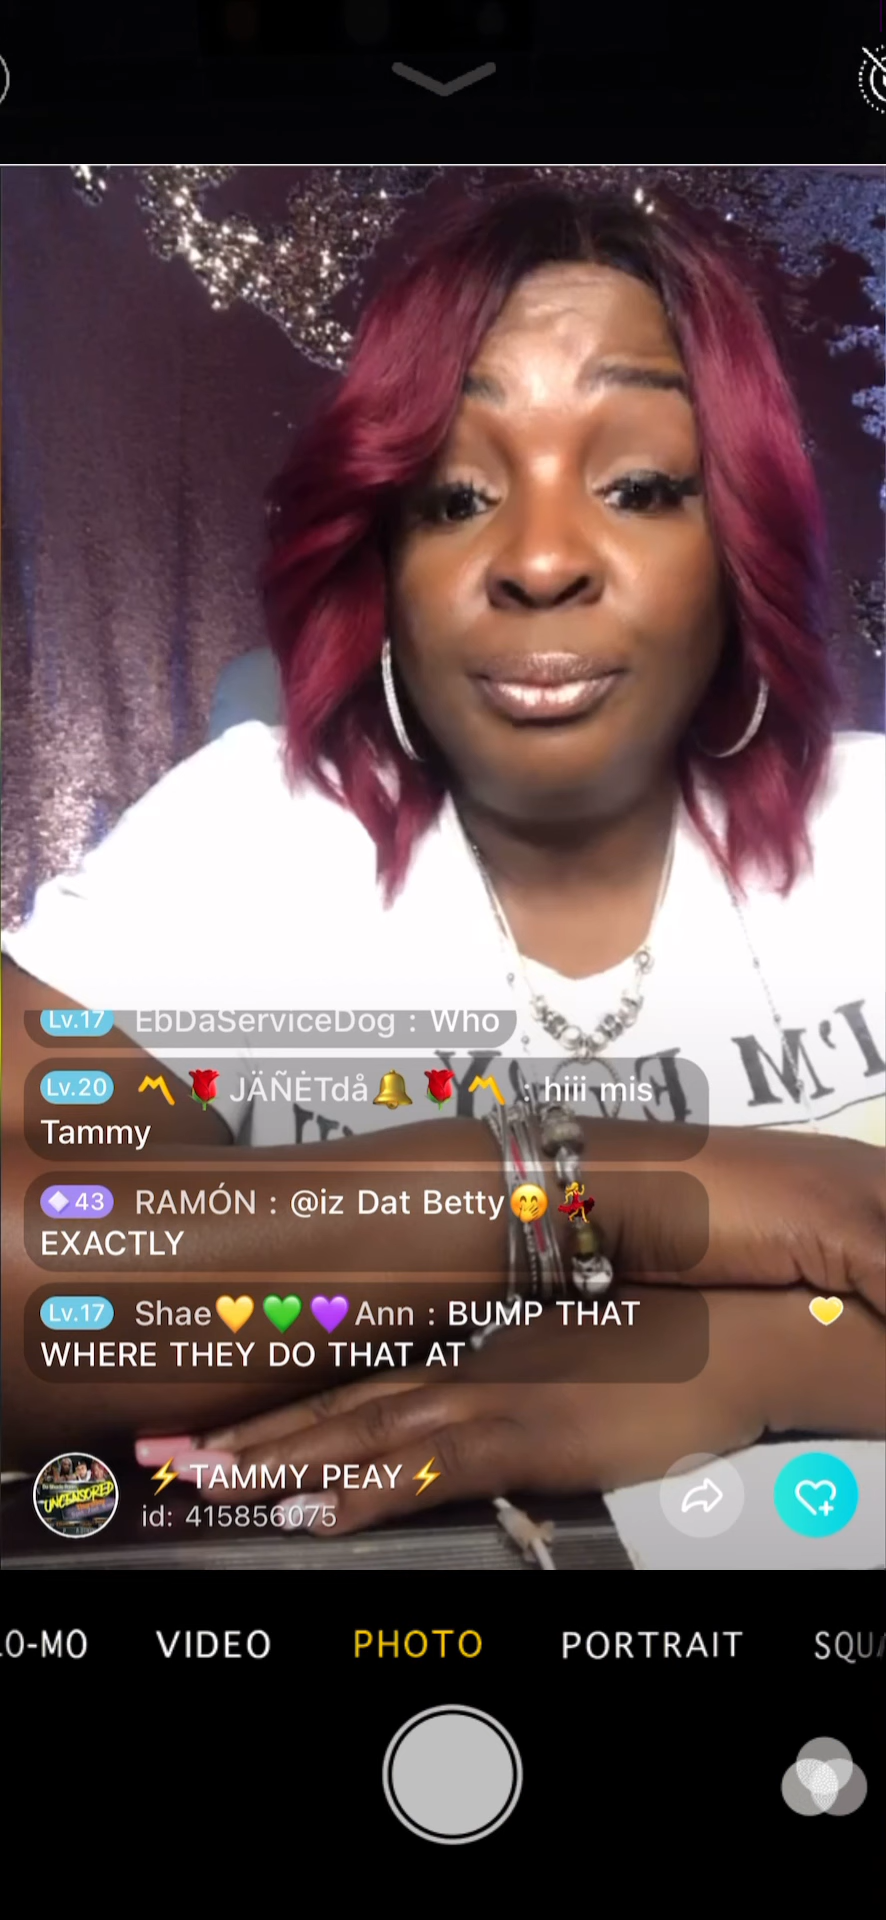 Lv.17 EbDaServiceDog : Who
Lv.20 〽️🌹JÄÑĖTdå🔔🌹〽️ : hiii mis
Tammy
43 RAMÓN : @iz Dat Betty🤭💃
EXACTLY
Lv.17 Shae💛💚💜Ann : BUMP THAT
WHERE THEY DO THAT AT
I'M
UNCENSORED
⚡TAMMY PEAY⚡
id: 415856075
VIDEO PHOTO PORTRAIT